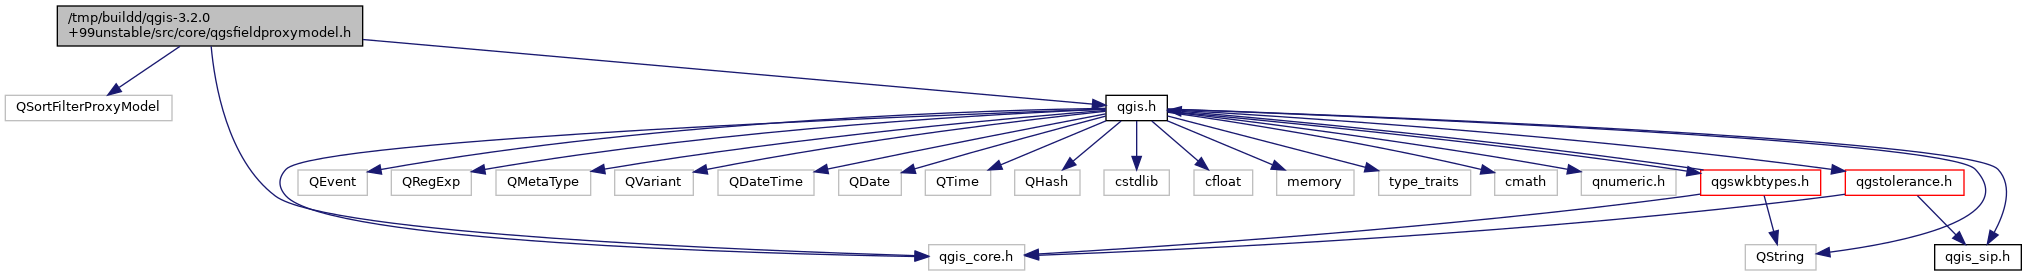 /tmp/buildd/qgis-3.2.0
+99unstable/src/core/qgsfieldproxymodel.h
QSortFilterProxyModel
qgis.h
QEvent
QRegExp
QMetaType
QVariant
QDateTime
QDate
QTime
QHash
cstdlib
cfloat
memory
type_traits
cmath
qnumeric.h
qgswkbtypes.h
qgstolerance.h
qgis_core.h
QString
qgis_sip.h